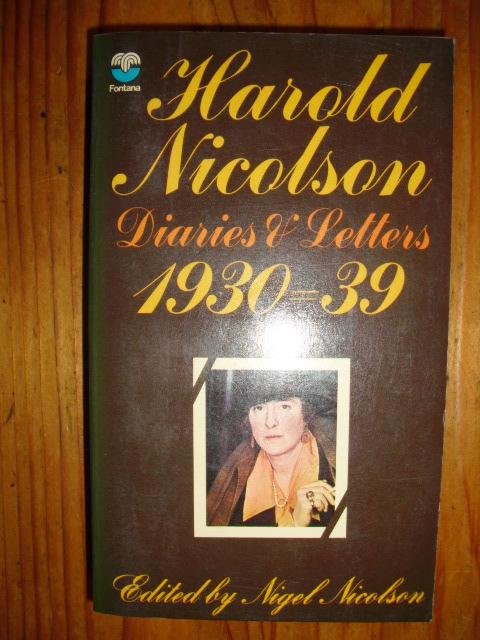 Fontana
Harold
Nicolson
Diaries & Letters
1930-39
Edited by Nigel Nicolson